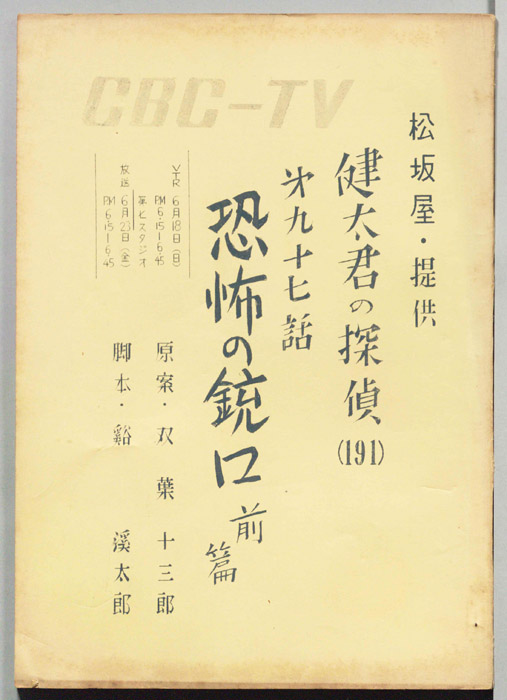 CBC-TV
松坂屋・提供
健太君の探偵(191)
第九十七話
恐怖の銃口 前篇
VTR 6月18日(日)
PM 6.15-6.45
第七スタジオ
放送 6月23日(金)
PM 6.15-6.45
原案・双葉十三郎
脚本・谿渓太郎